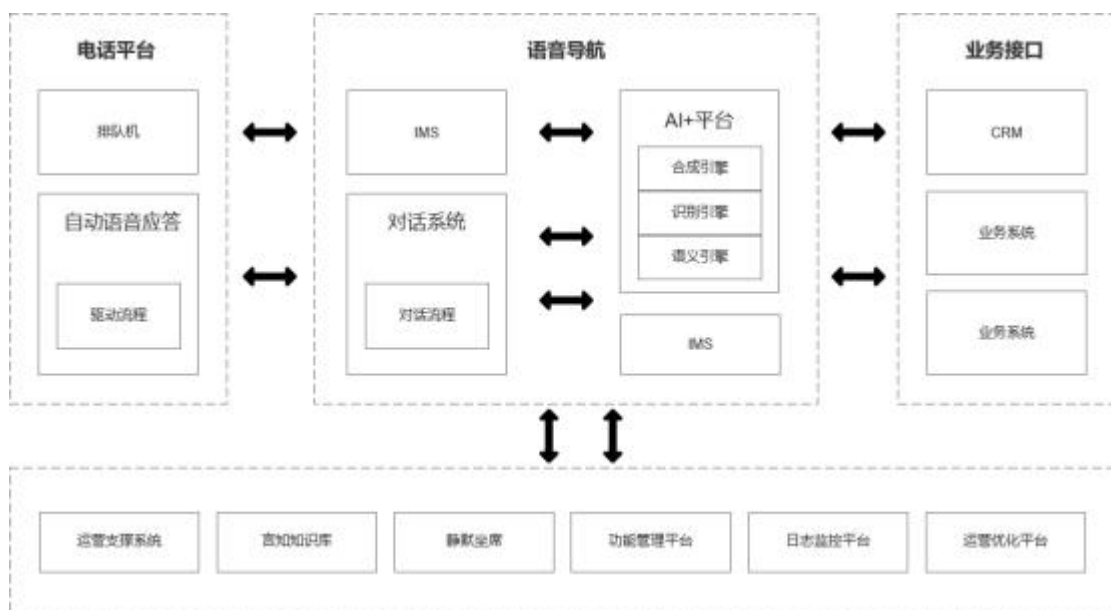 电话平台
语音导航
业务接口
排队机
IMS
AI+平台
CRM
合成引擎
识别引擎
语义引擎
自动语音应答
对话系统
业务系统
驱动流程
对话流程
IMS
业务系统
运营支撑系统
言知知识库
静默坐席
功能管理平台
日志监控平台
运营优化平台